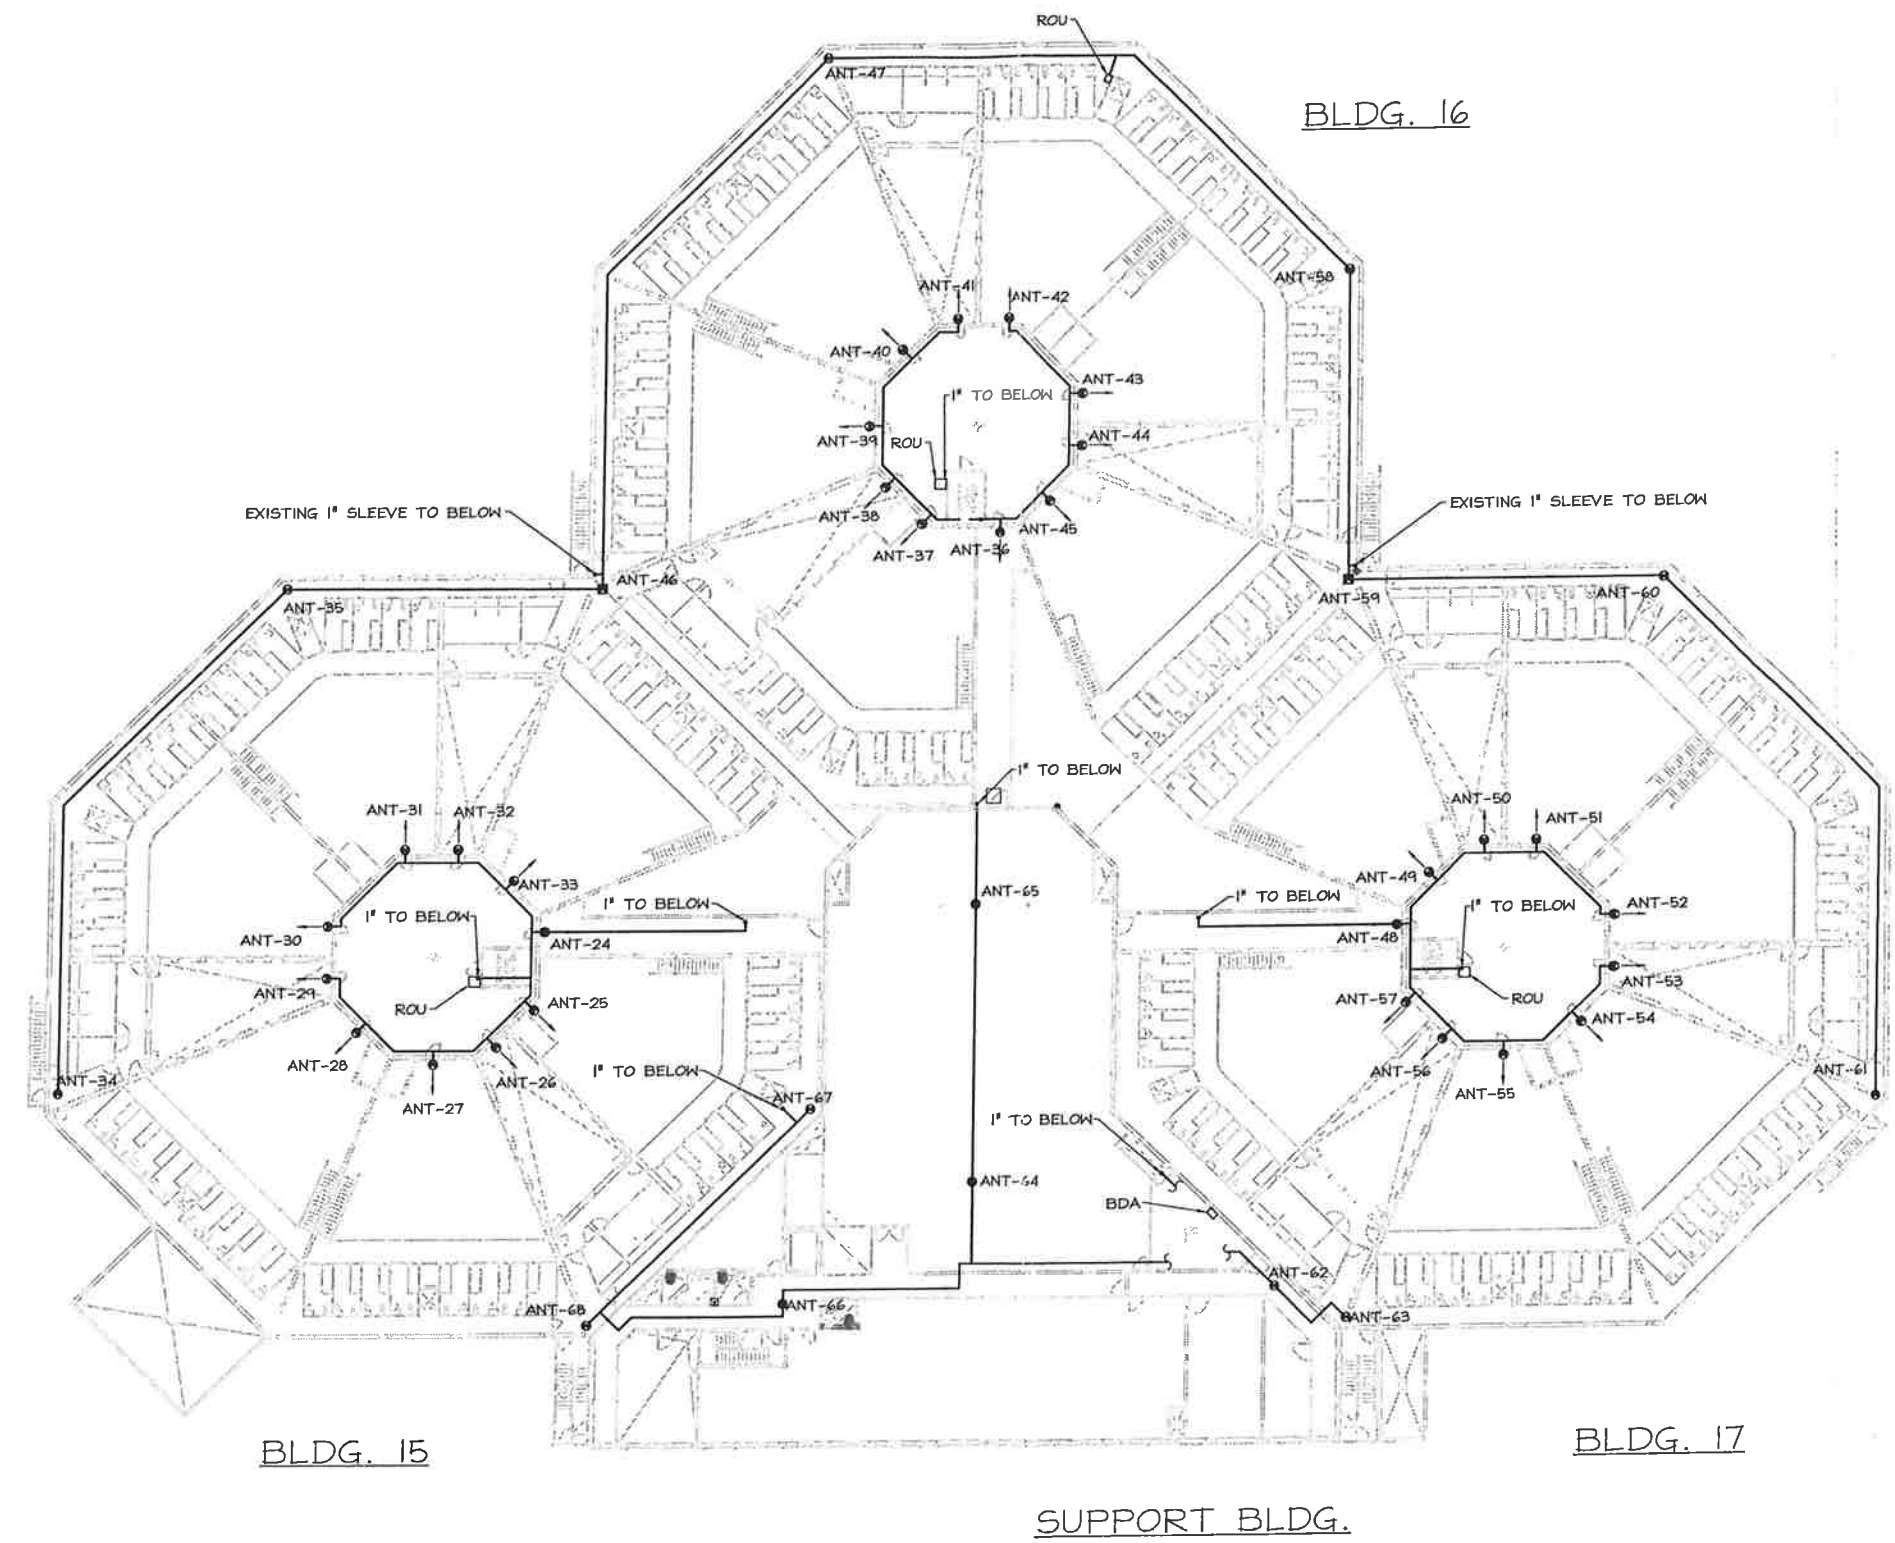 ROU
ANT-47
BLDG. 16
ANT-58
ANT-41
ANT-42
ANT-40
ANT-43
1" TO BELOW
ANT-39
ROU
ANT-44
ANT-38
ANT-45
ANT-37
ANT-36
EXISTING 1" SLEEVE TO BELOW
EXISTING 1" SLEEVE TO BELOW
ANT-46
ANT-35
ANT-59
ANT-60
1" TO BELOW
ANT-31
ANT-32
ANT-50
ANT-51
ANT-33
ANT-49
ANT-65
1" TO BELOW
1" TO BELOW
1" TO BELOW
1" TO BELOW
ANT-52
ANT-30
ANT-24
ANT-48
ANT-29
ROU
ANT-25
ANT-57
ROU
ANT-53
ANT-54
ANT-28
ANT-26
1" TO BELOW
ANT-56
ANT-61
ANT-34
ANT-27
ANT-67
ANT-55
1" TO BELOW
ANT-64
BDA
ANT-62
ANT-68
ANT-66
ANT-63
BLDG. 15
BLDG. 17
SUPPORT BLDG.